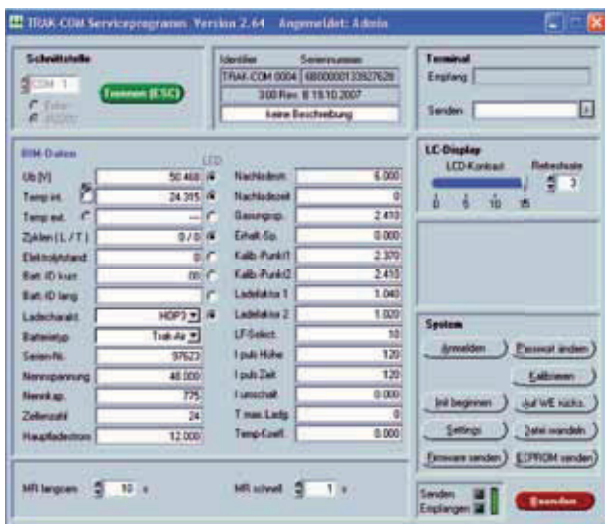 TRAK-COM Serviceprogramm Version 2.64 Angemeldet: Admin
Schnittstelle
COM 1
Trennen (ESC)
Identifier Seriennummer
TRAK-COM 0004
300 Rev. B 19.10.2007
keine Beschreibung
Terminal
Empfang
Senden
BIM-Daten
LCD
Ub [V] 50.468
Temp int. 24.315
Temp ext. ---
Zyklen ( L / T ) 0 / 0
Elektrolytstand 0
Batt. ID kurz 00
Batt. ID lang
Ladecharakt. HOP3
Batterietyp Trak-Air
Serien-Nr. 97623
Nennspannung 48.000
Nennkap. 775
Zellenzahl 24
Hauptladestrom 12.000
Nachladestr. 6.000
Nachladezeit 0
Gasungssp. 2.410
Erhalt-Sp. 0.000
Kalib.-Punkt1 2.370
Kalib.-Punkt2 2.410
Ladefaktor 1 1.040
Ladefaktor 2 1.020
LF-Select. 10
I puls Höhe 120
I puls Zeit 120
I umschalt. 0.000
T max.Ladg. 0
Temp-Koeff. 0.000
LC-Display
LCD-Kontrast Refreshrate
3
0 5 10 15
System
Anmelden Passwort ändern
Kalibrieren
Init beginnen Auf WE rücks.
Settings Datei wandeln
Firmware senden EEPROM senden
MR langsam 10 s
MR schnell 1 s
Senden
Empfangen
Beenden